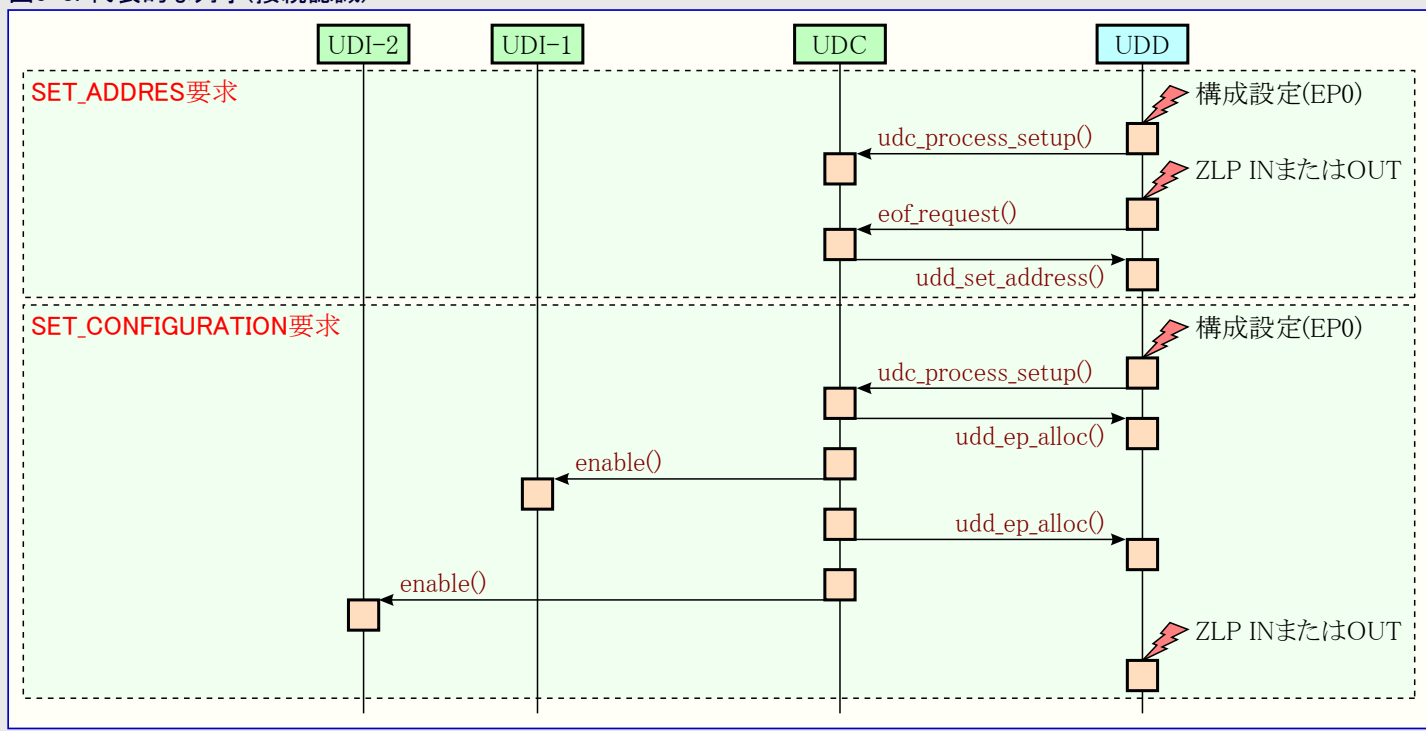 UDI-2 UDI-1 UDC UDD
SET_ADDRES要求
構成設定(EP0)
udc_process_setup()
ZLP INまたはOUT
eof_request()
udd_set_address()
SET_CONFIGURATION要求
構成設定(EP0)
udc_process_setup()
udd_ep_alloc()
enable()
udd_ep_alloc()
enable()
ZLP INまたはOUT